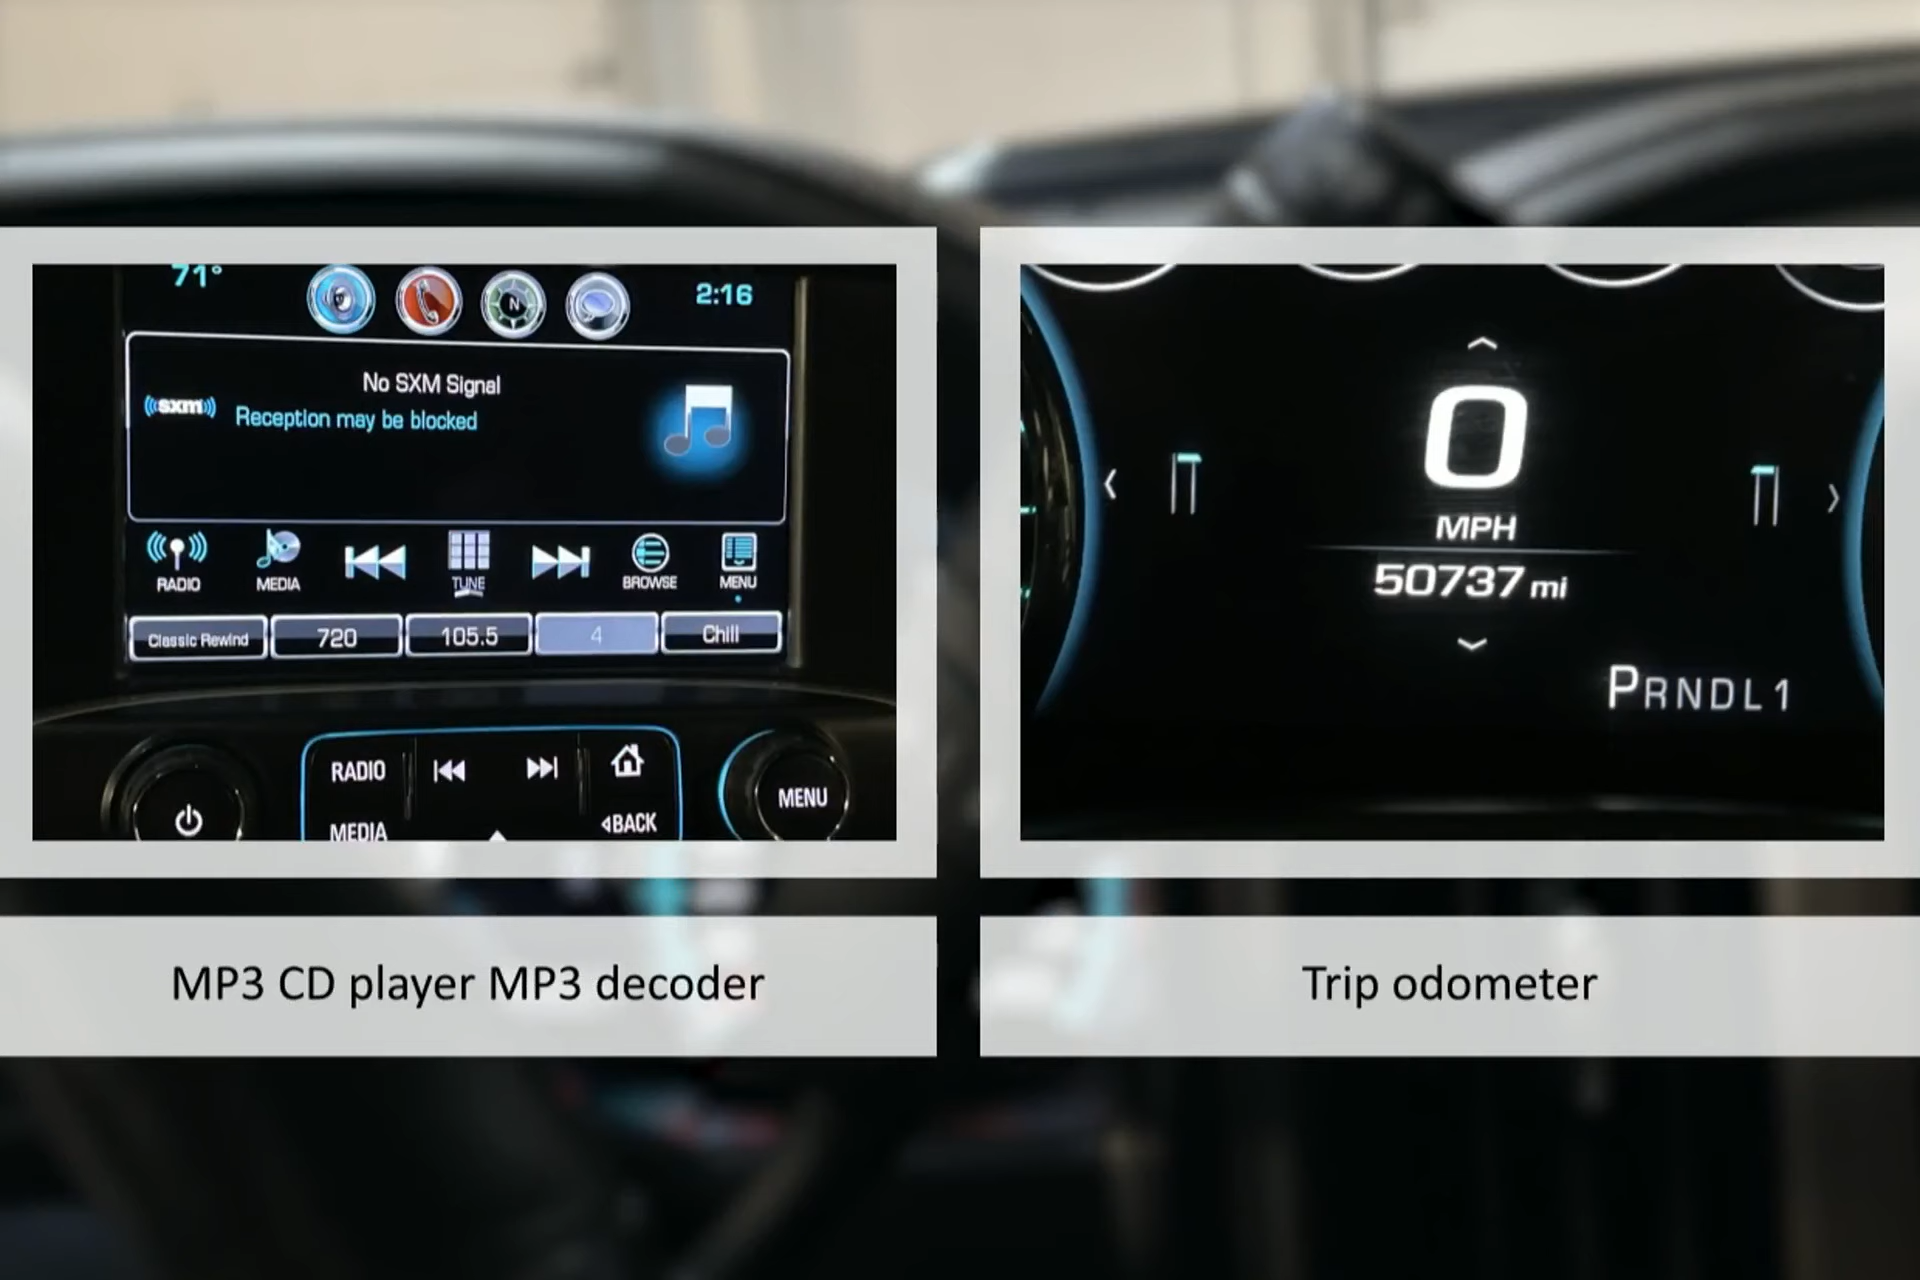 71°
2:16
N
No SXM Signal
((sxm))
Reception may be blocked
RADIO
MEDIA
TUNE
BROWSE
MENU
Classic Rewind
720
105.5
4
Chill
RADIO
MEDIA
BACK
MENU
0
MPH
50737 mi
PRNDL1
MP3 CD player MP3 decoder
Trip odometer